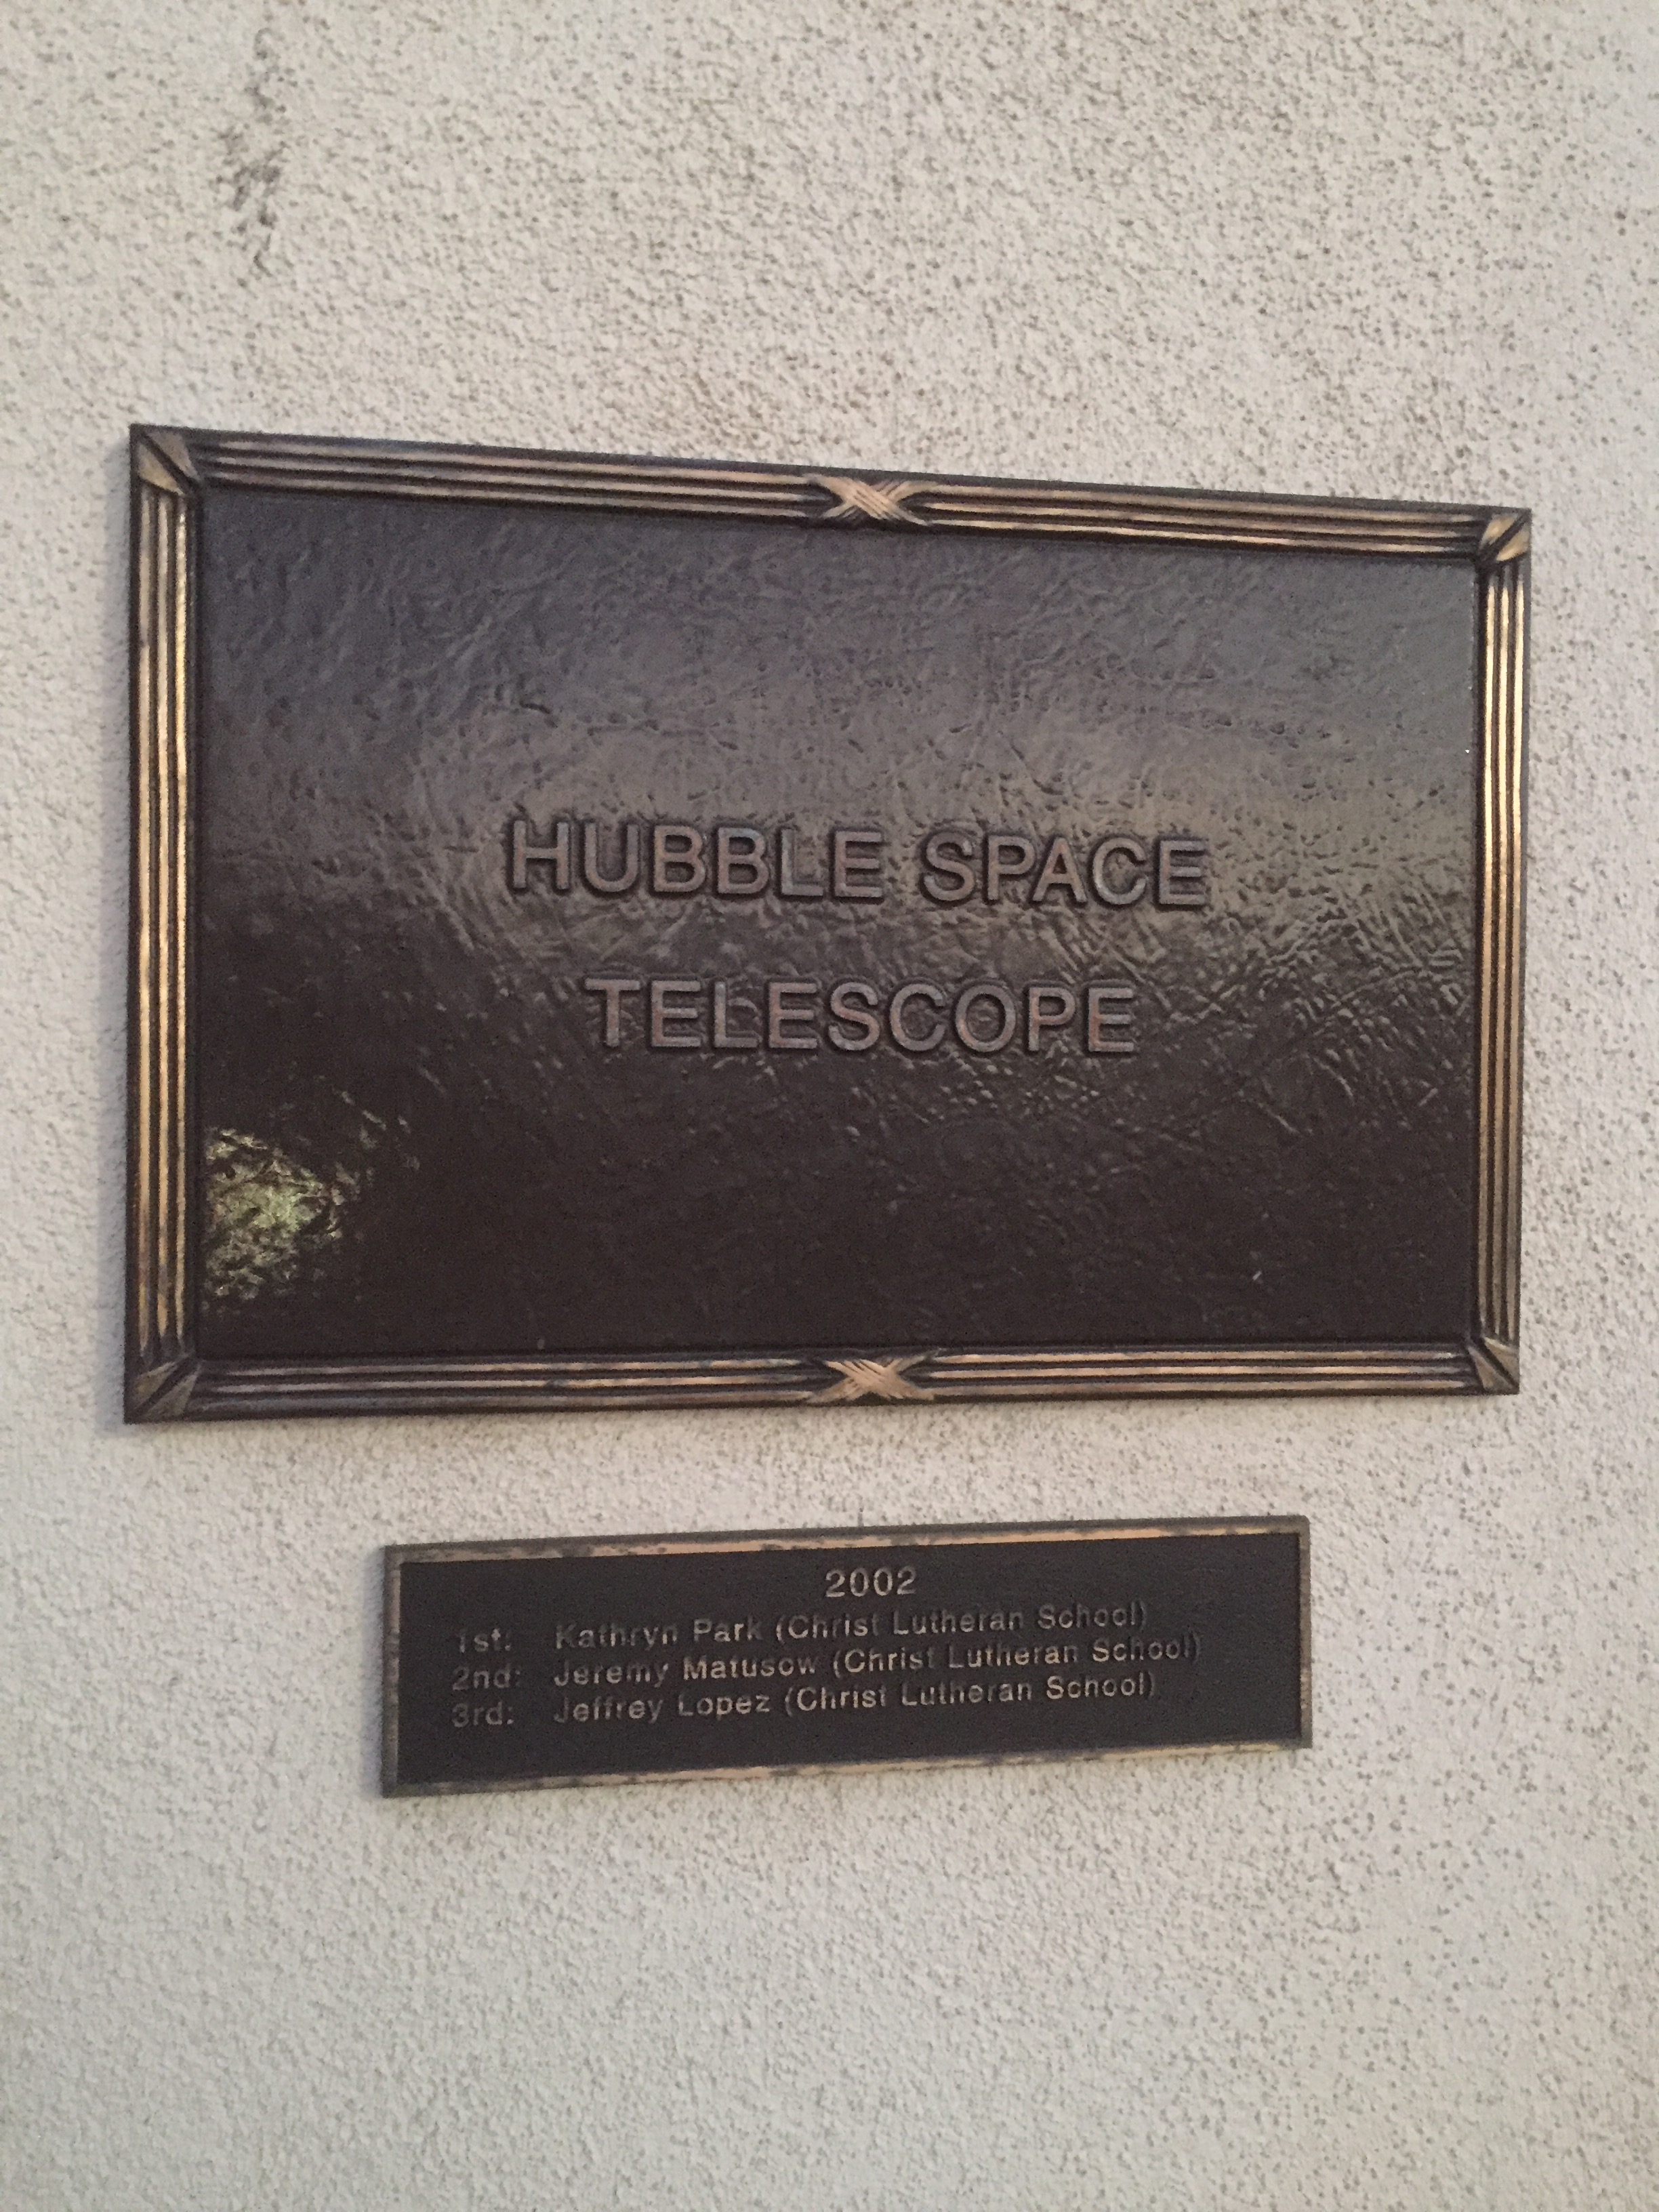 HUBBLE SPACE
TELESCOPE
2002
1st: Kathryn Park (Christ Lutheran School)
2nd: Jeremy Matusow (Christ Lutheran School)
3rd: Jeffrey Lopez (Christ Lutheran School)